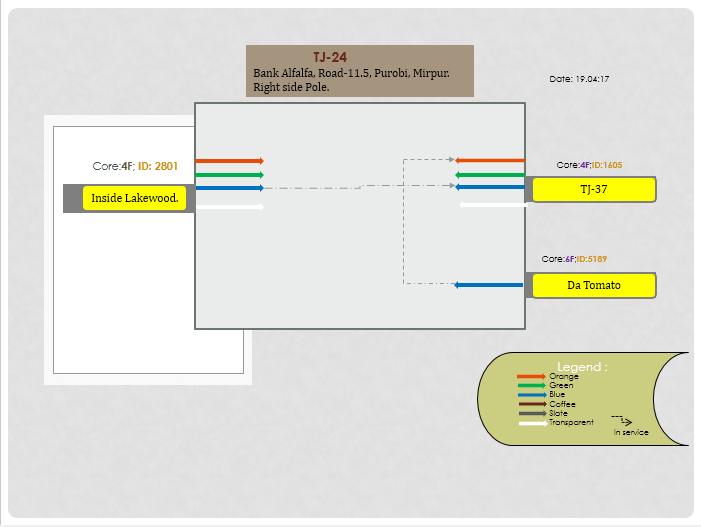 TJ-24
Bank Alfalfa, Road-11.5, Purobi, Mirpur.
Right side Pole.
Date: 19.04:17
Core:4F; ID: 2801
Inside Lakewood.
Core:4F;ID:1605
TJ-37
Core:6F;ID:5189
Da Tomato
Legend :
Orange
Green
Blue
Coffee
Slate
Transparent
In service